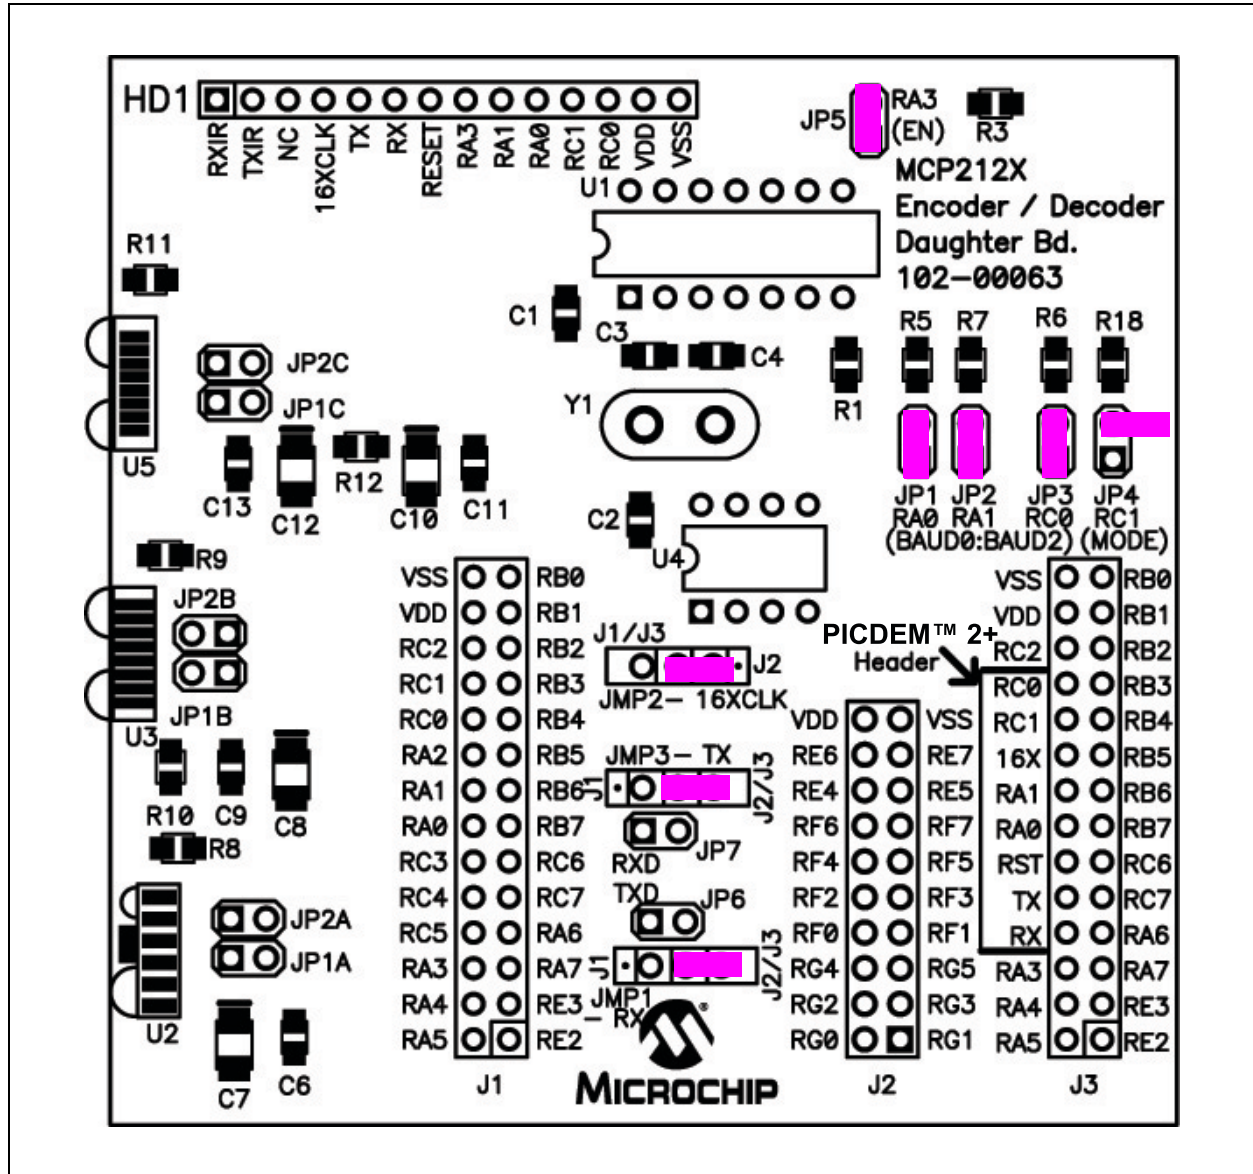 HD1
RXIR
TXIR
NC
16XCLK
TX
RX
RESET
RA3
RA1
RA0
RC1
RC0
VDD
VSS
JP5
RA3
(EN)
R3
U1
MCP212X
Encoder / Decoder
Daughter Bd.
102-00063
R11
C1
C3
C4
R5
R7
R6
R18
JP2C
JP1C
Y1
R1
U5
C13
C12
R12
C10
C11
C2
JP1
JP2
JP3
JP4
RA0
RA1
RC0
RC1
(BAUD0:BAUD2) (MODE)
R9
U4
JP2B
JP1B
U3
VSS RB0
VDD RB1
RC2 RB2
RC1 RB3
RC0 RB4
RA2 RB5
RA1 RB6
RA0 RB7
RC3 RC6
RC4 RC7
RC5 RA6
RA3 RA7
RA4 RE3
RA5 RE2
J1
J1/J3
J2
JMP2- 16XCLK
JMP3- TX
J1
J2/J3
JP7
RXD
TXD
JP6
J1
J2/J3
JMP1
- RX
PICDEM™ 2+
Header
VDD VSS
RE6 RE7
RE4 RE5
RF6 RF7
RF4 RF5
RF2 RF3
RF0 RF1
RG4 RG5
RG2 RG3
RG0 RG1
J2
VSS RB0
VDD RB1
RC2 RB2
RC0 RB3
RC1 RB4
16X RB5
RA1 RB6
RA0 RB7
RST RC6
TX RC7
RX RA6
RA3 RA7
RA4 RE3
RA5 RE2
J3
R10
C9
C8
R8
JP2A
JP1A
U2
C7
C6
®
MICROCHIP